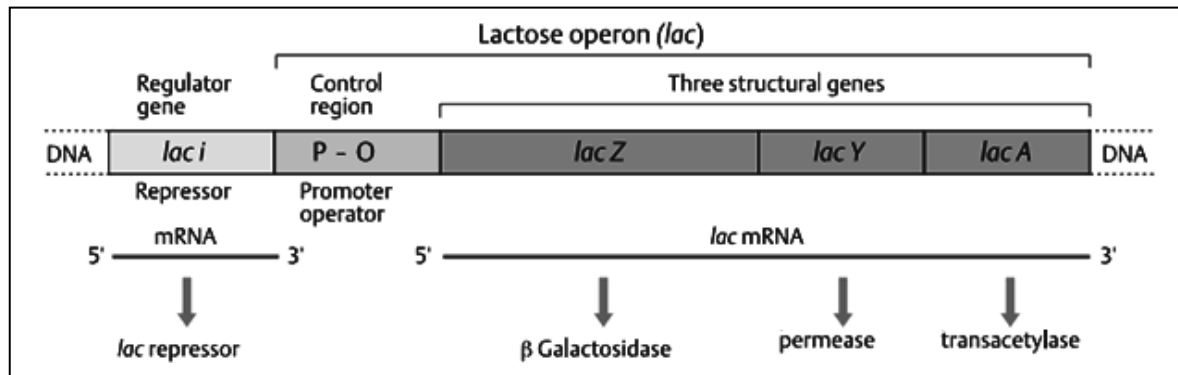 Lactose operon (lac)
Regulator gene
Control region
Three structural genes
DNA
lac i
P - O
lac Z
lac Y
lac A
DNA
Repressor
Promoter operator
mRNA
lac mRNA
5'
3'
5'
3'
lac repressor
β Galactosidase
permease
transacetylase